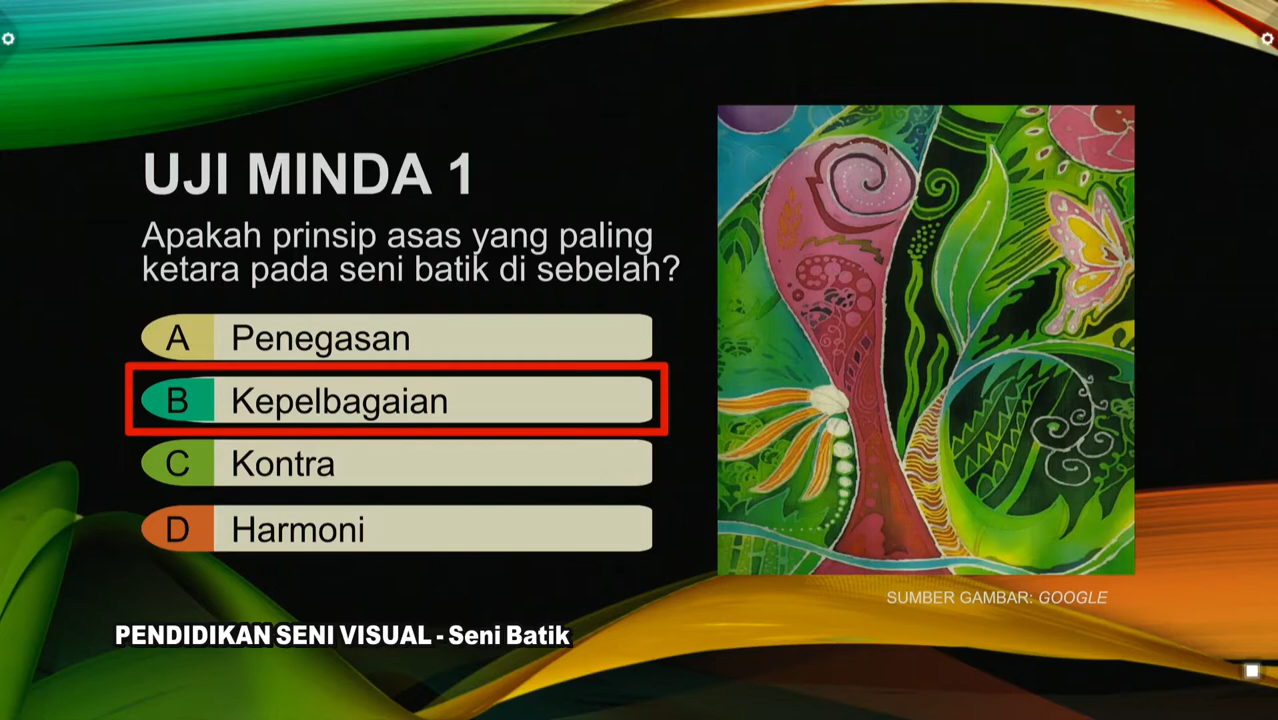 UJI MINDA 1
Apakah prinsip asas yang paling
ketara pada seni batik di sebelah?
A Penegasan
B Kepelbagaian
C Kontra
D Harmoni
SUMBER GAMBAR: GOOGLE
PENDIDIKAN SENI VISUAL - Seni Batik